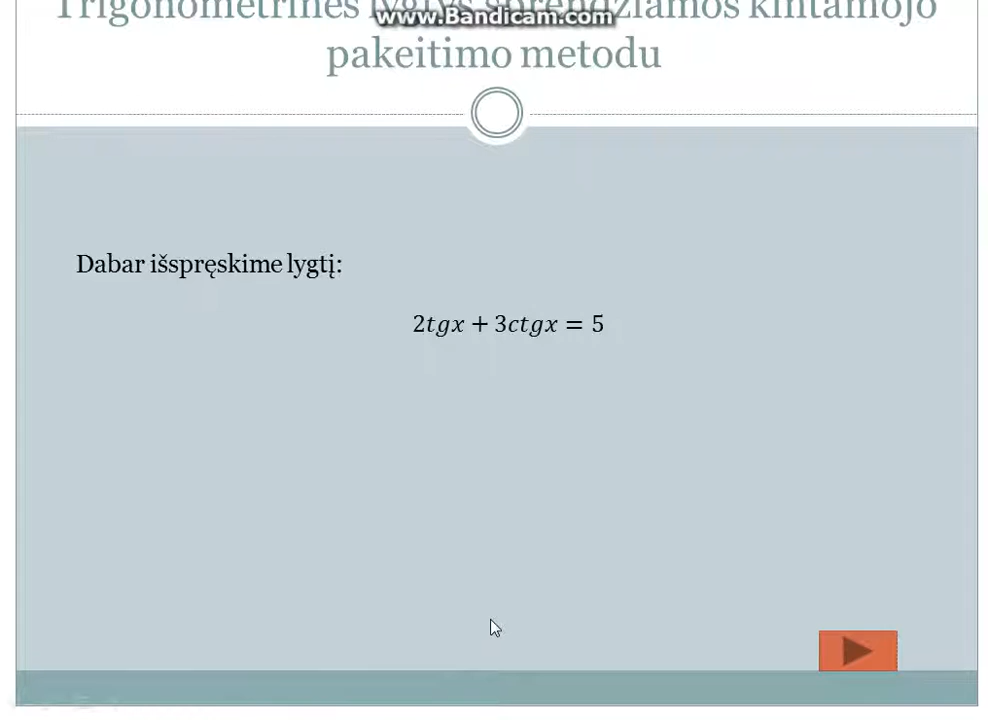 Trigonometrinės lygtys sprendžiamos kintamojo
www.Bandicam.com
pakeitimo metodu
Dabar išspręskime lygtį:
2tgx + 3ctgx = 5